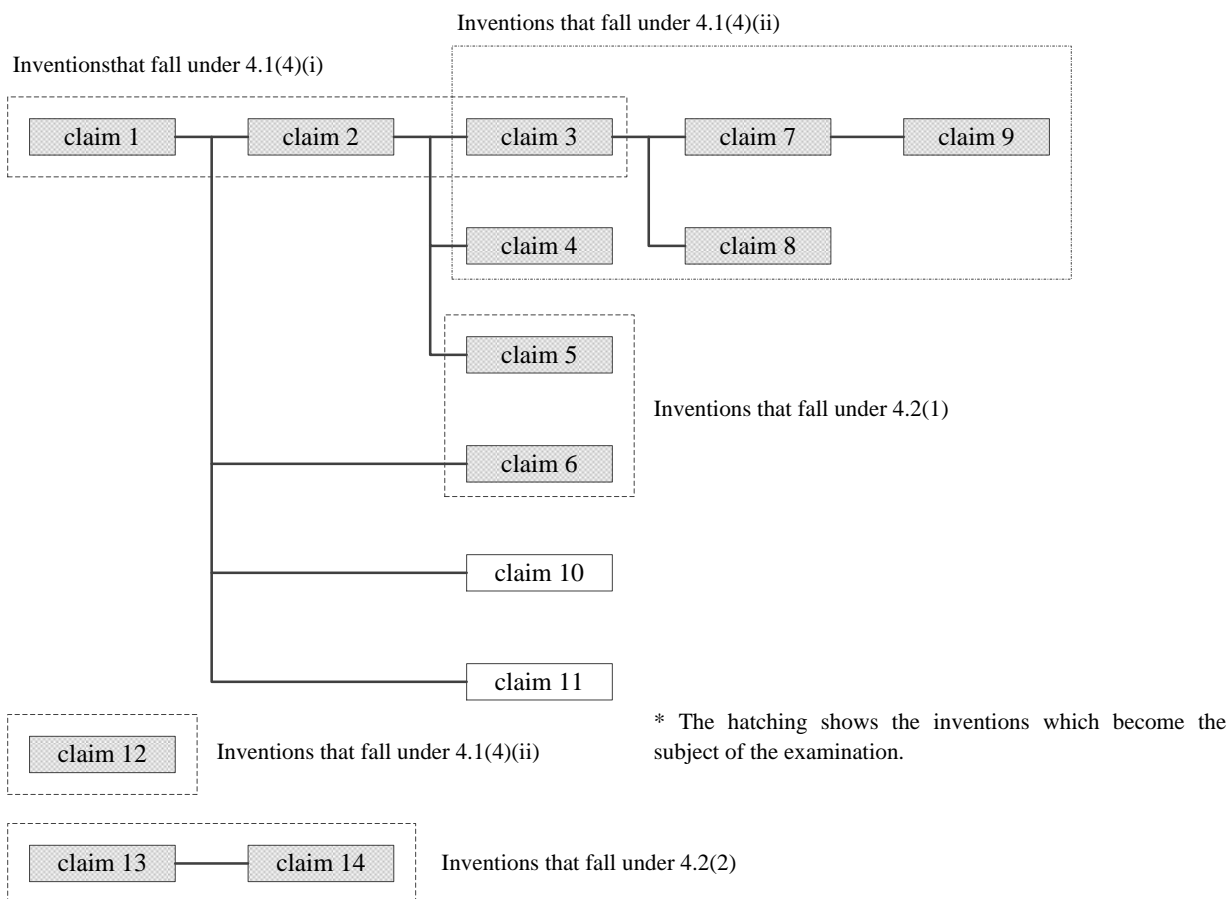 Inventions that fall under 4.1(4)(ii)
Inventionsthat fall under 4.1(4)(i)
claim 1
claim 2
claim 3
claim 7
claim 9
claim 4
claim 8
claim 5
Inventions that fall under 4.2(1)
claim 6
claim 10
claim 11
* The hatching shows the inventions which become the
subject of the examination.
claim 12
Inventions that fall under 4.1(4)(ii)
claim 13
claim 14
Inventions that fall under 4.2(2)